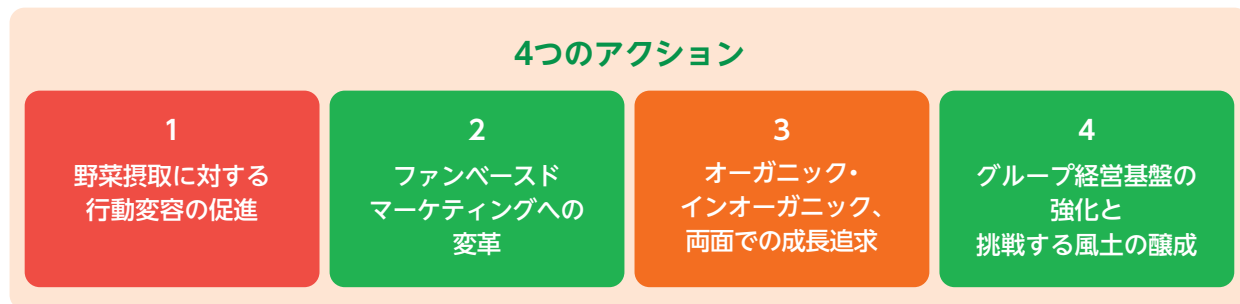 4つのアクション
1
野菜摂取に対する
行動変容の促進
2
ファンベースド
マーケティングへの
変革
3
オーガニック・
インオーガニック、
両面での成長追求
4
グループ経営基盤の
強化と
挑戦する風土の醸成